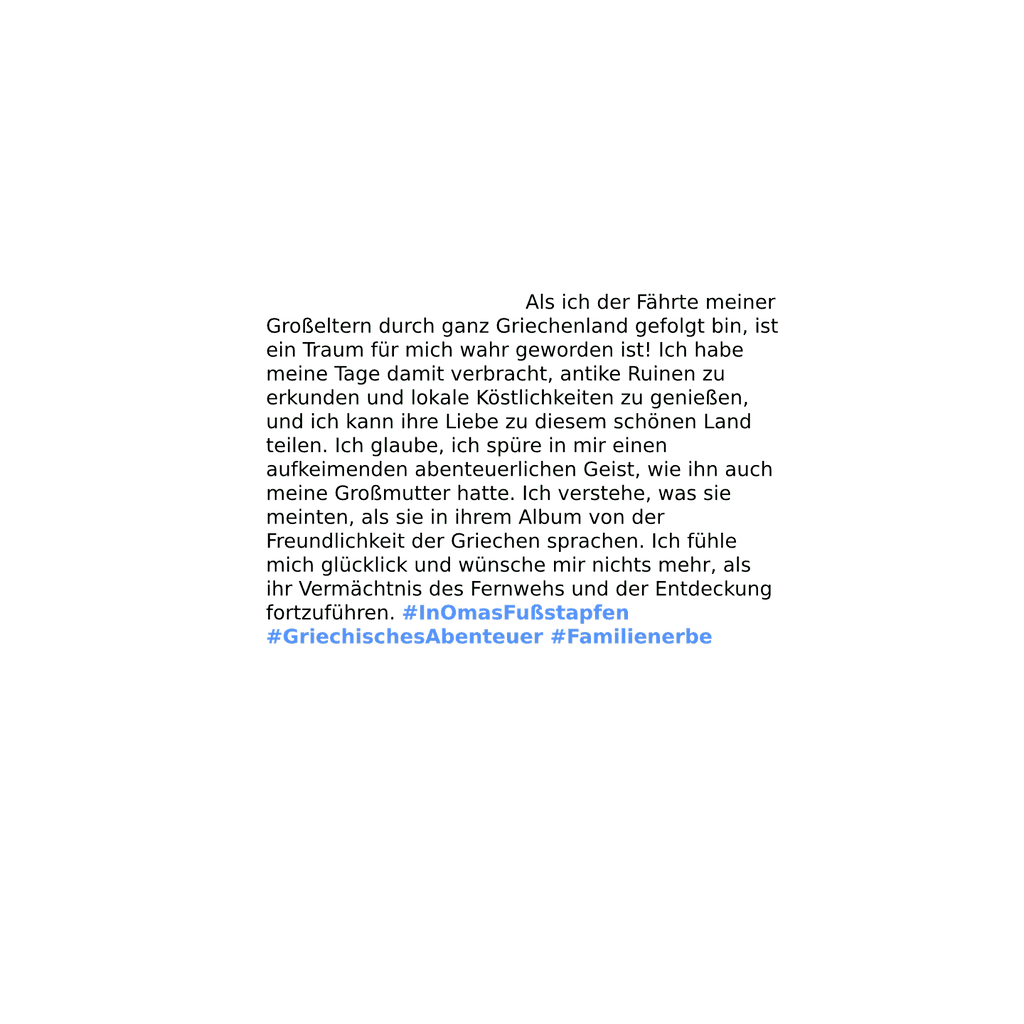 Als ich der Fährte meiner
Großeltern durch ganz Griechenland gefolgt bin, ist
ein Traum für mich wahr geworden ist! Ich habe
meine Tage damit verbracht, antike Ruinen zu
erkunden und lokale Köstlichkeiten zu genießen,
und ich kann ihre Liebe zu diesem schönen Land
teilen. Ich glaube, ich spüre in mir einen
aufkeimenden abenteuerlichen Geist, wie ihn auch
meine Großmutter hatte. Ich verstehe, was sie
meinten, als sie in ihrem Album von der
Freundlichkeit der Griechen sprachen. Ich fühle
mich glücklick und wünsche mir nichts mehr, als
ihr Vermächtnis des Fernwehs und der Entdeckung
fortzuführen. #InOmasFußstapfen
#GriechischesAbenteuer #Familienerbe